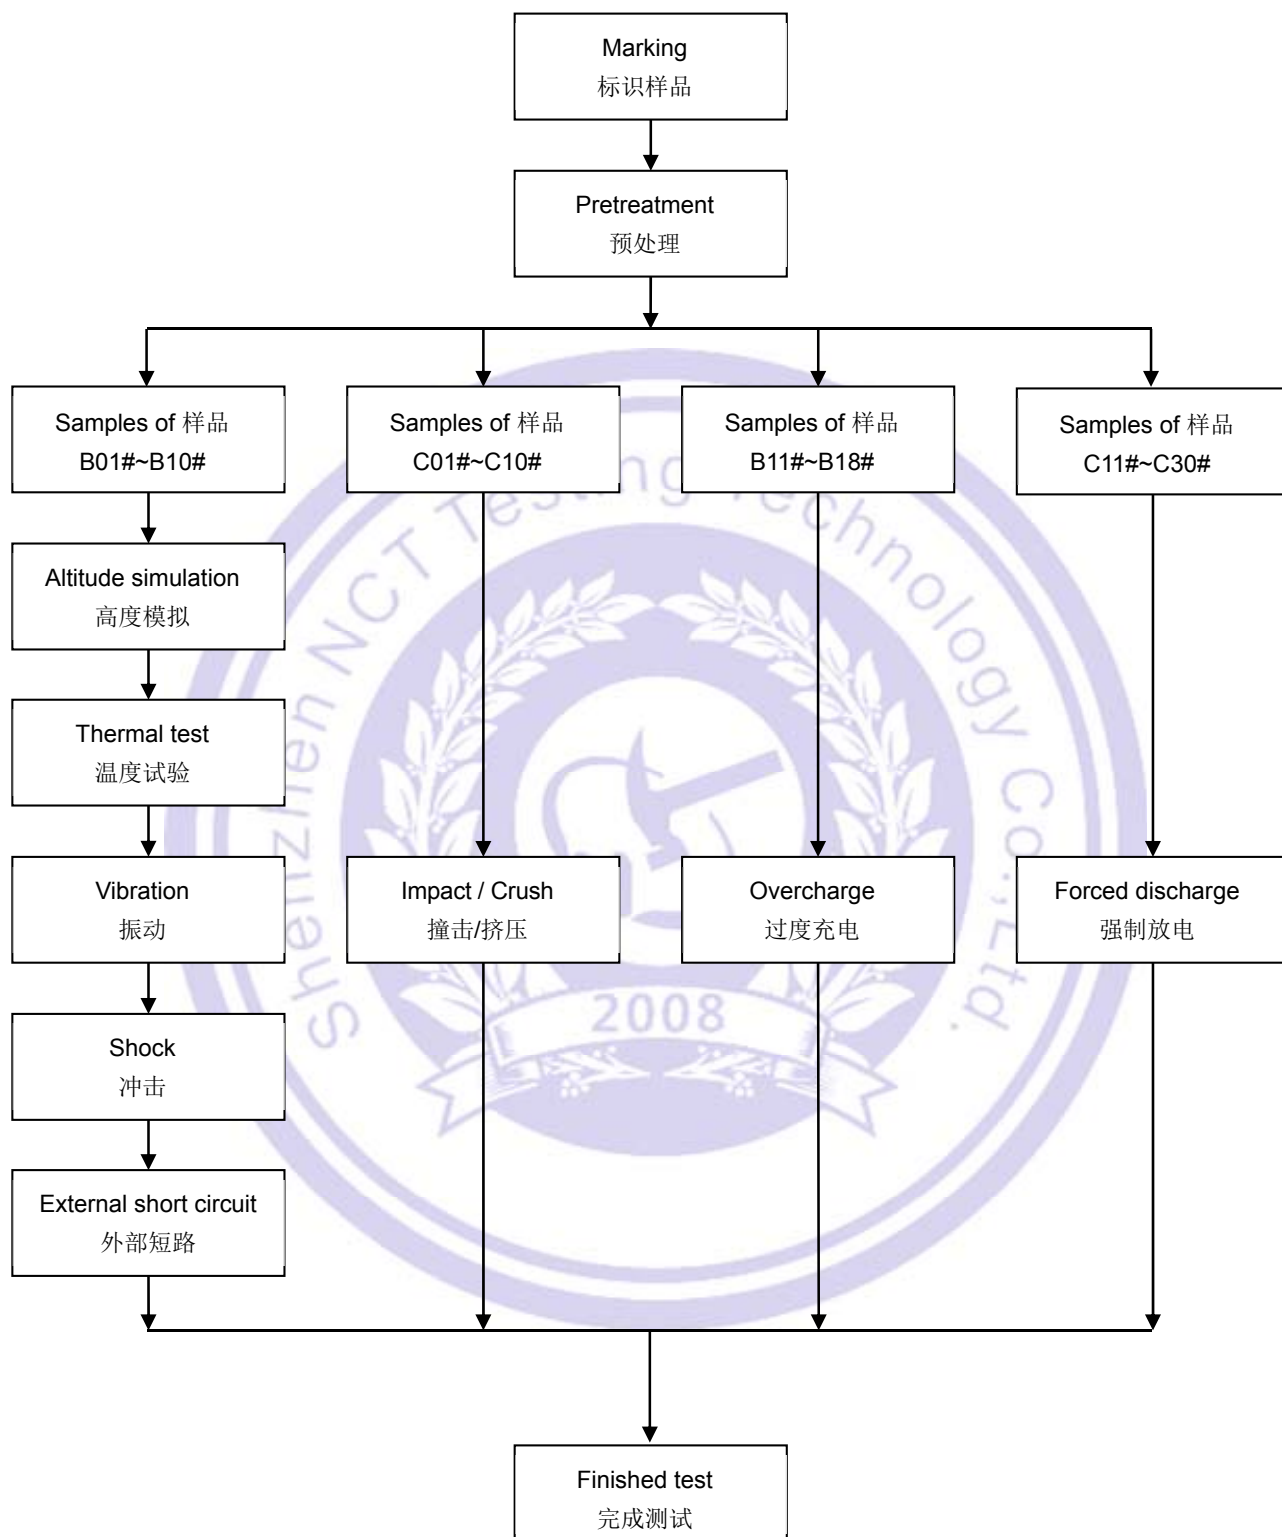 Marking
标识样品
Pretreatment
预处理
Samples of 样品
B01#~B10#
Samples of 样品
C01#~C10#
Samples of 样品
B11#~B18#
Samples of 样品
C11#~C30#
Altitude simulation
高度模拟
Thermal test
温度试验
Vibration
振动
Impact / Crush
撞击/挤压
Overcharge
过度充电
Forced discharge
强制放电
Shock
冲击
External short circuit
外部短路
Finished test
完成测试
Shenzhen NCT Testing Technology Co.,Ltd.
2008